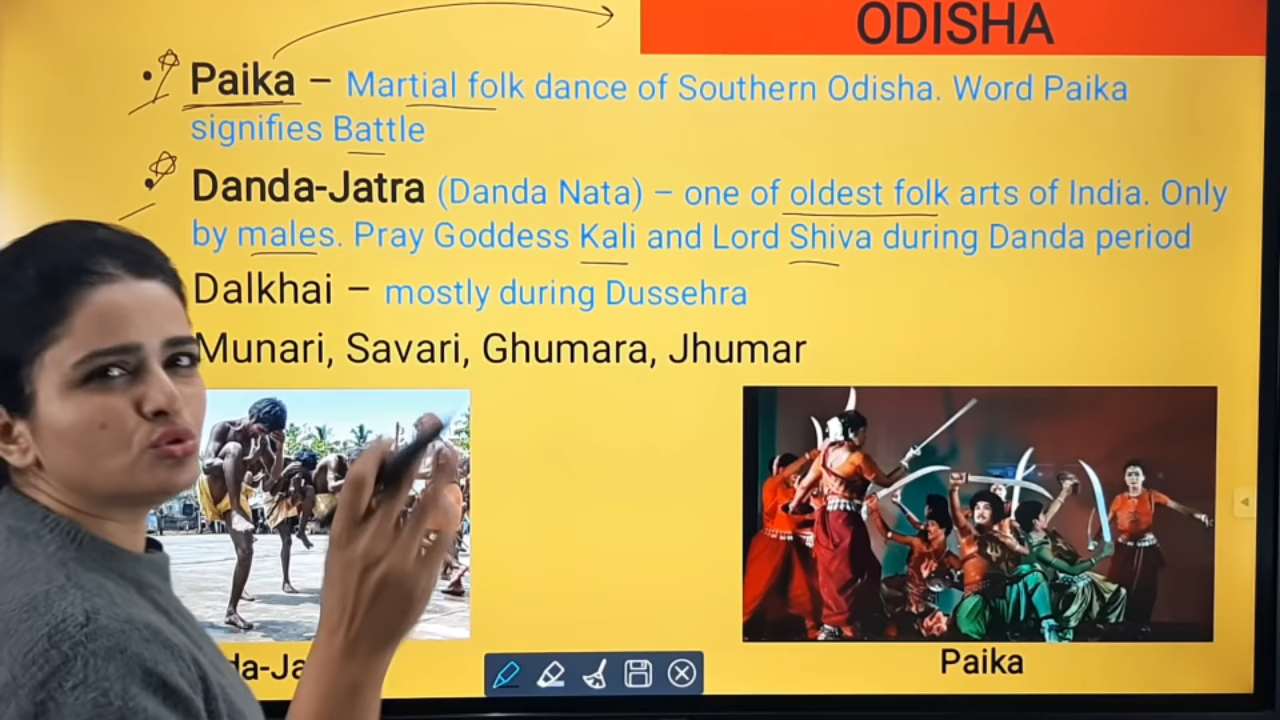 ODISHA
• Paika – Martial folk dance of Southern Odisha. Word Paika
signifies Battle
• Danda-Jatra (Danda Nata) – one of oldest folk arts of India. Only
by males. Pray Goddess Kali and Lord Shiva during Danda period
Dalkhai – mostly during Dussehra
Munari, Savari, Ghumara, Jhumar
Paika